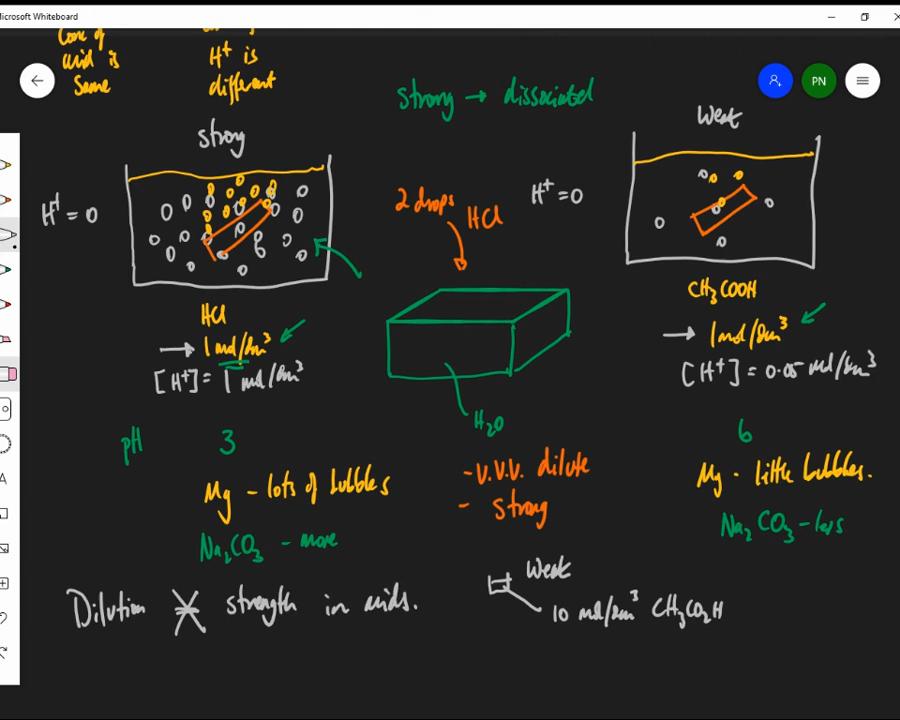 Microsoft Whiteboard
Conc of
acid is
same
H⁺ is
different
strong → dissociated
PN
strong
Weak
H⁺ = 0
2 drops
HCl
H⁺ = 0
HCl
→ 1 mol/dm³
[H⁺] = 1 mol/dm³
CH₃COOH
→ 1 mol/dm³
[H⁺] = 0.05 mol/dm³
H₂O
pH 3
6
Mg – lots of bubbles
Na₂CO₃ – more
- v.v.v. dilute
- strong
Mg - little bubbles.
Na₂CO₃ – less
Dilution strength in acids.
Weak
10 mol/dm³ CH₃CO₂H